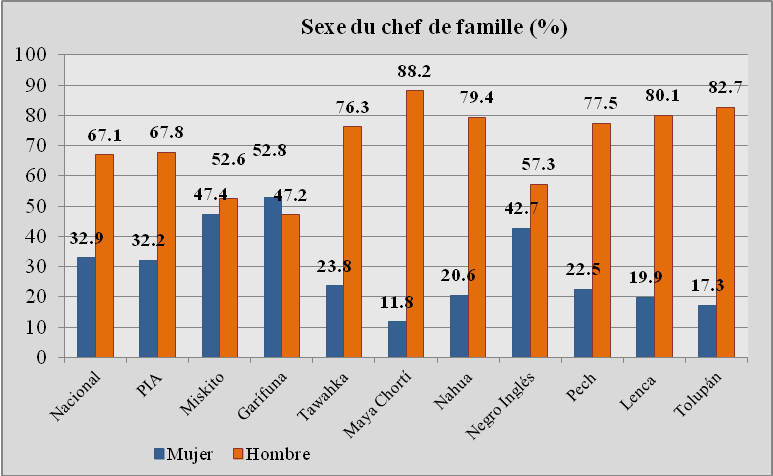 Sexe du chef de famille (%)
100
90
80
70
60
50
40
30
20
10
0
32.9
67.1
32.2
67.8
47.4
52.6
52.8
47.2
23.8
76.3
11.8
88.2
20.6
79.4
42.7
57.3
22.5
77.5
19.9
80.1
17.3
82.7
Nacional
PIA
Miskito
Garífuna
Tawahka
Maya Chortí
Nahua
Negro Inglés
Pech
Lenca
Tolupán
Mujer
Hombre